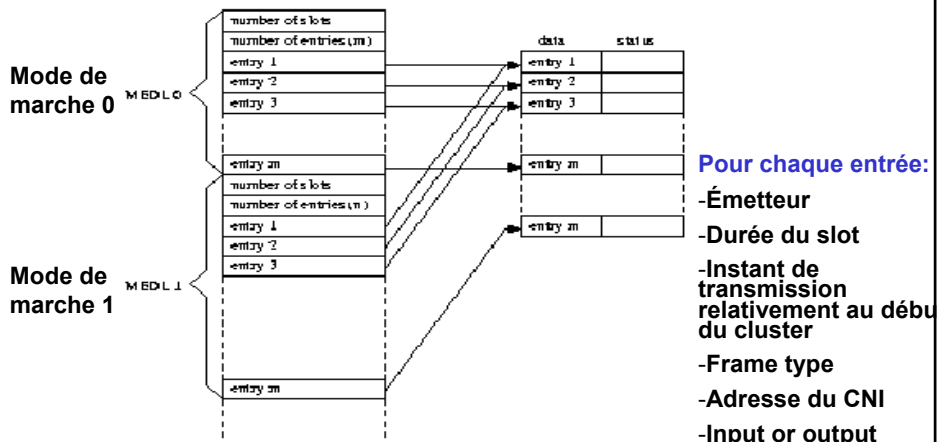 Mode de
marche 0
MEDL 0
number of slots
number of entries (m)
entry 1
entry 2
entry 3
entry m
Mode de
marche 1
MEDL 1
number of slots
number of entries (n)
entry 1
entry 2
entry 3
entry m
data status
entry 1
entry 2
entry 3
entry m
entry m
Pour chaque entrée:
-Émetteur
-Durée du slot
-Instant de
transmission
relativement au débu
du cluster
-Frame type
-Adresse du CNI
-Input or output